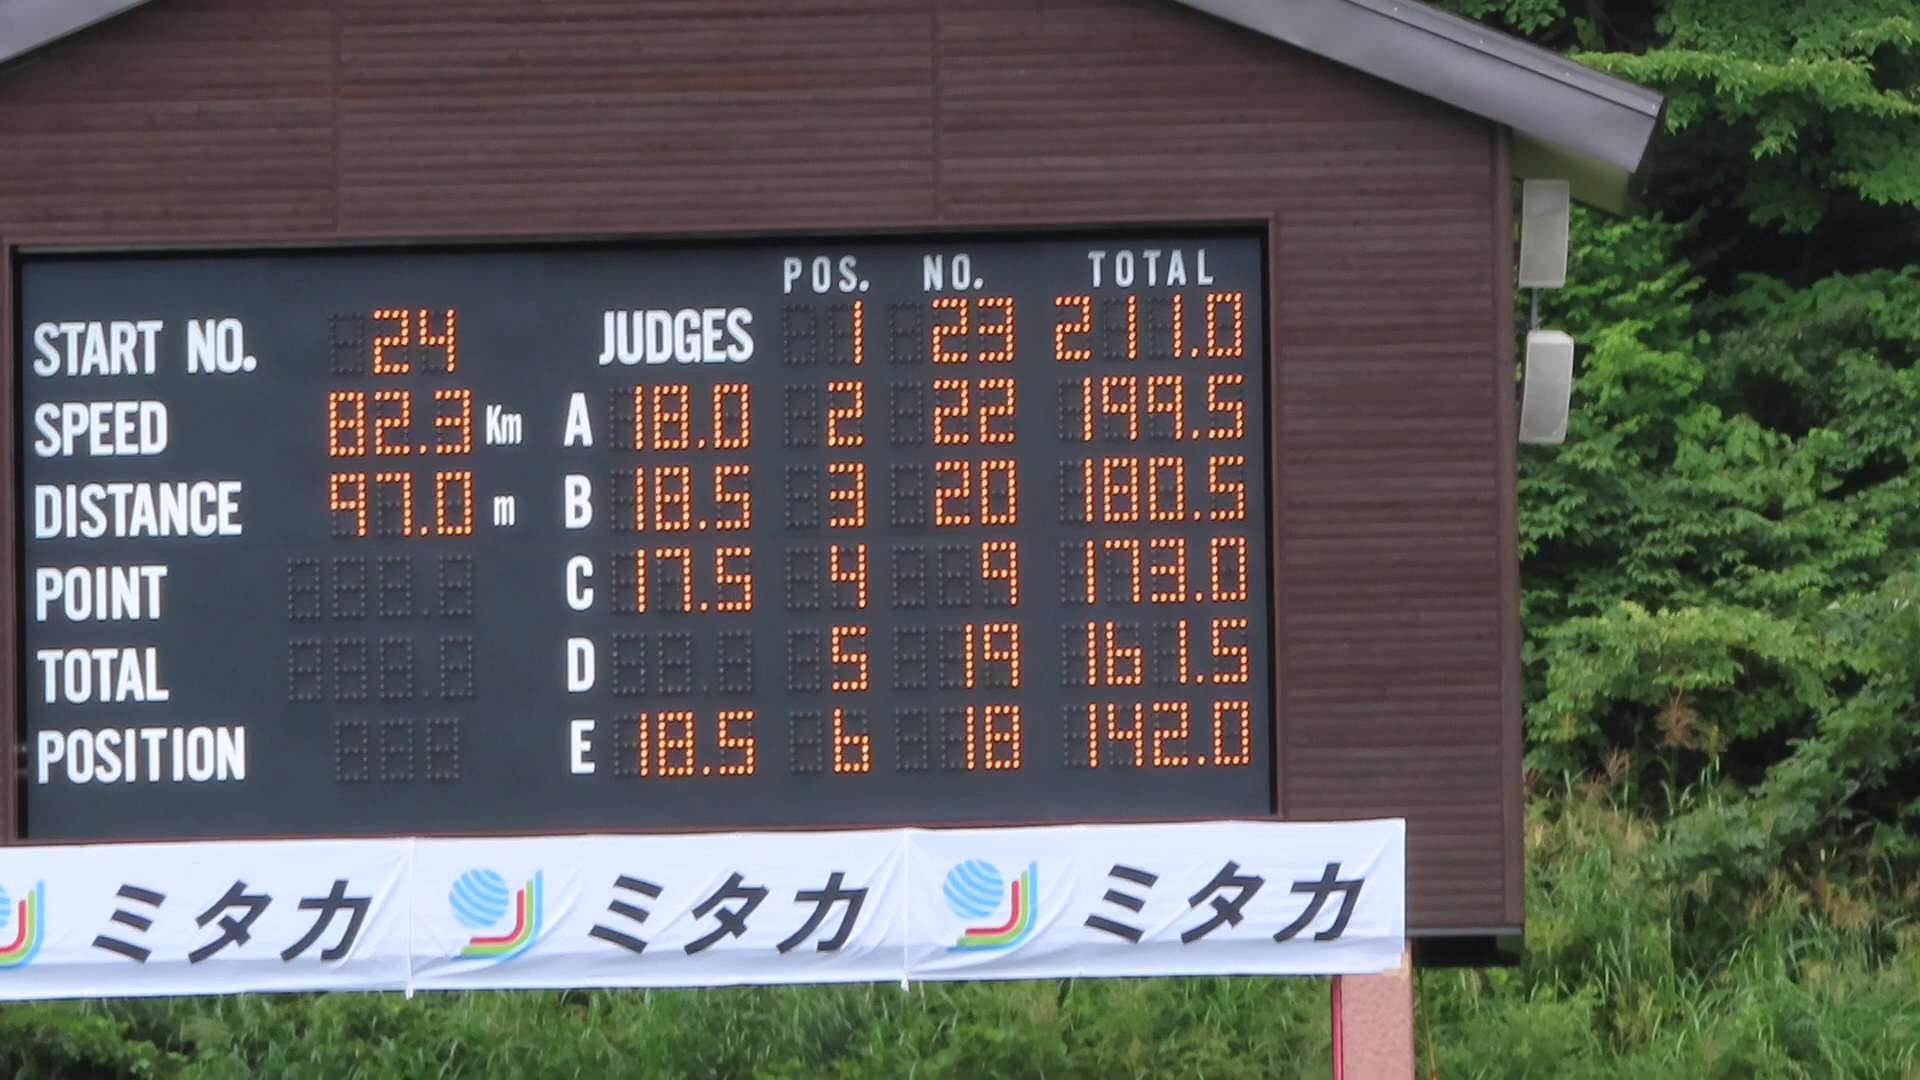 POS. NO. TOTAL
START NO. 24 JUDGES 1 23 211.0
SPEED 82.3 Km A 18.0 2 22 199.5
DISTANCE 97.0 m B 18.5 3 20 180.5
POINT C 17.5 4 9 173.0
TOTAL D 5 19 161.5
POSITION E 18.5 6 18 142.0
ミタカ ミタカ ミタカ